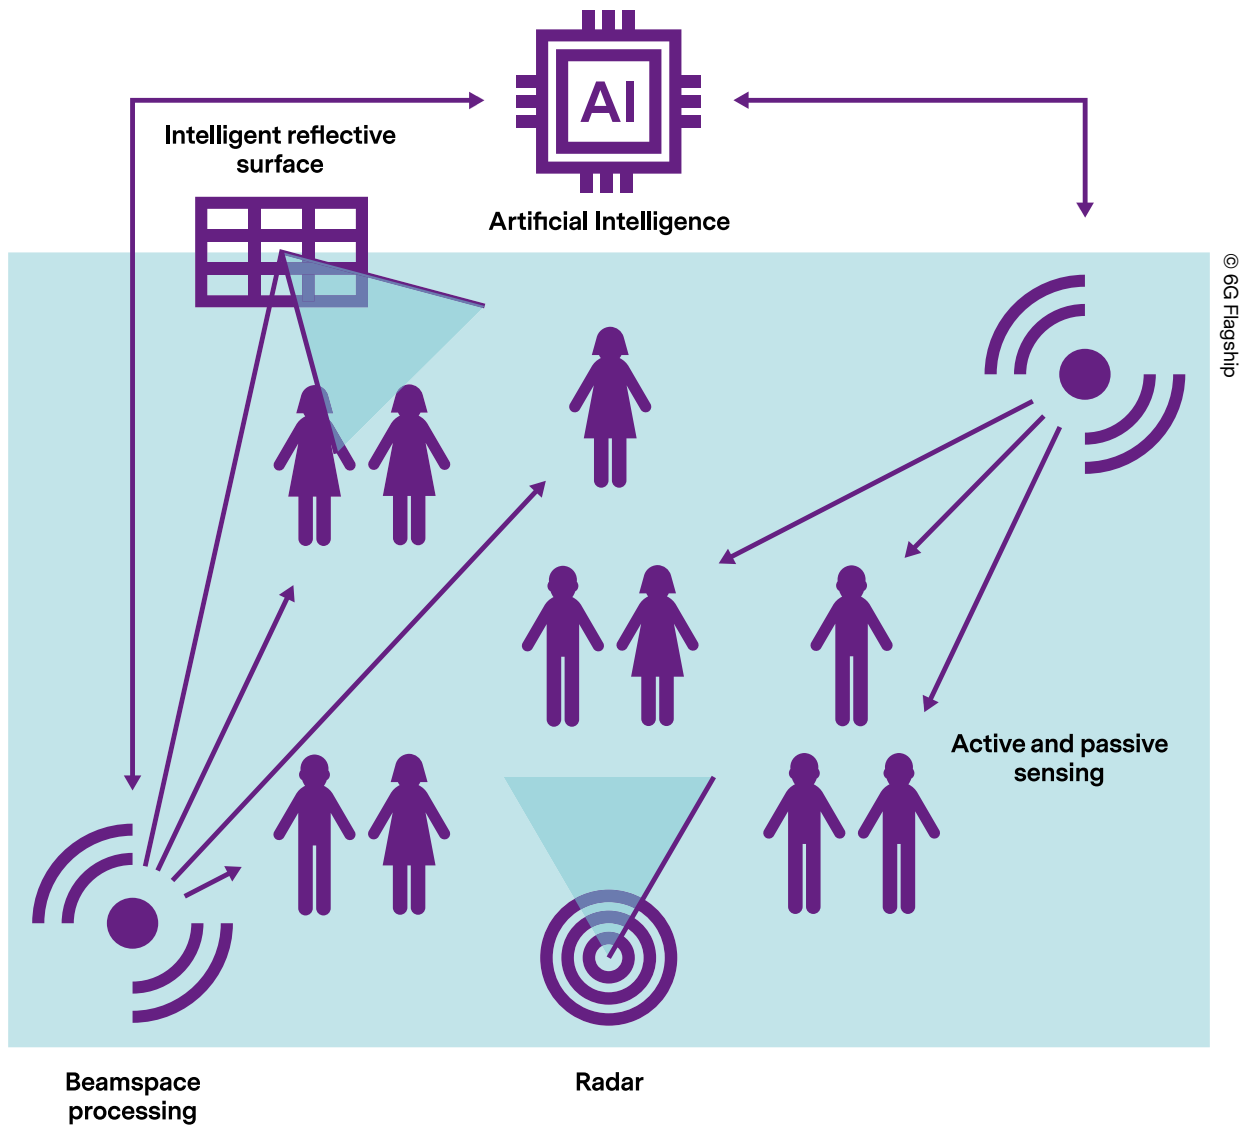 AI
Intelligent reflective
surface
Artificial Intelligence
© 6G Flagship
Active and passive
sensing
Beamspace
processing
Radar